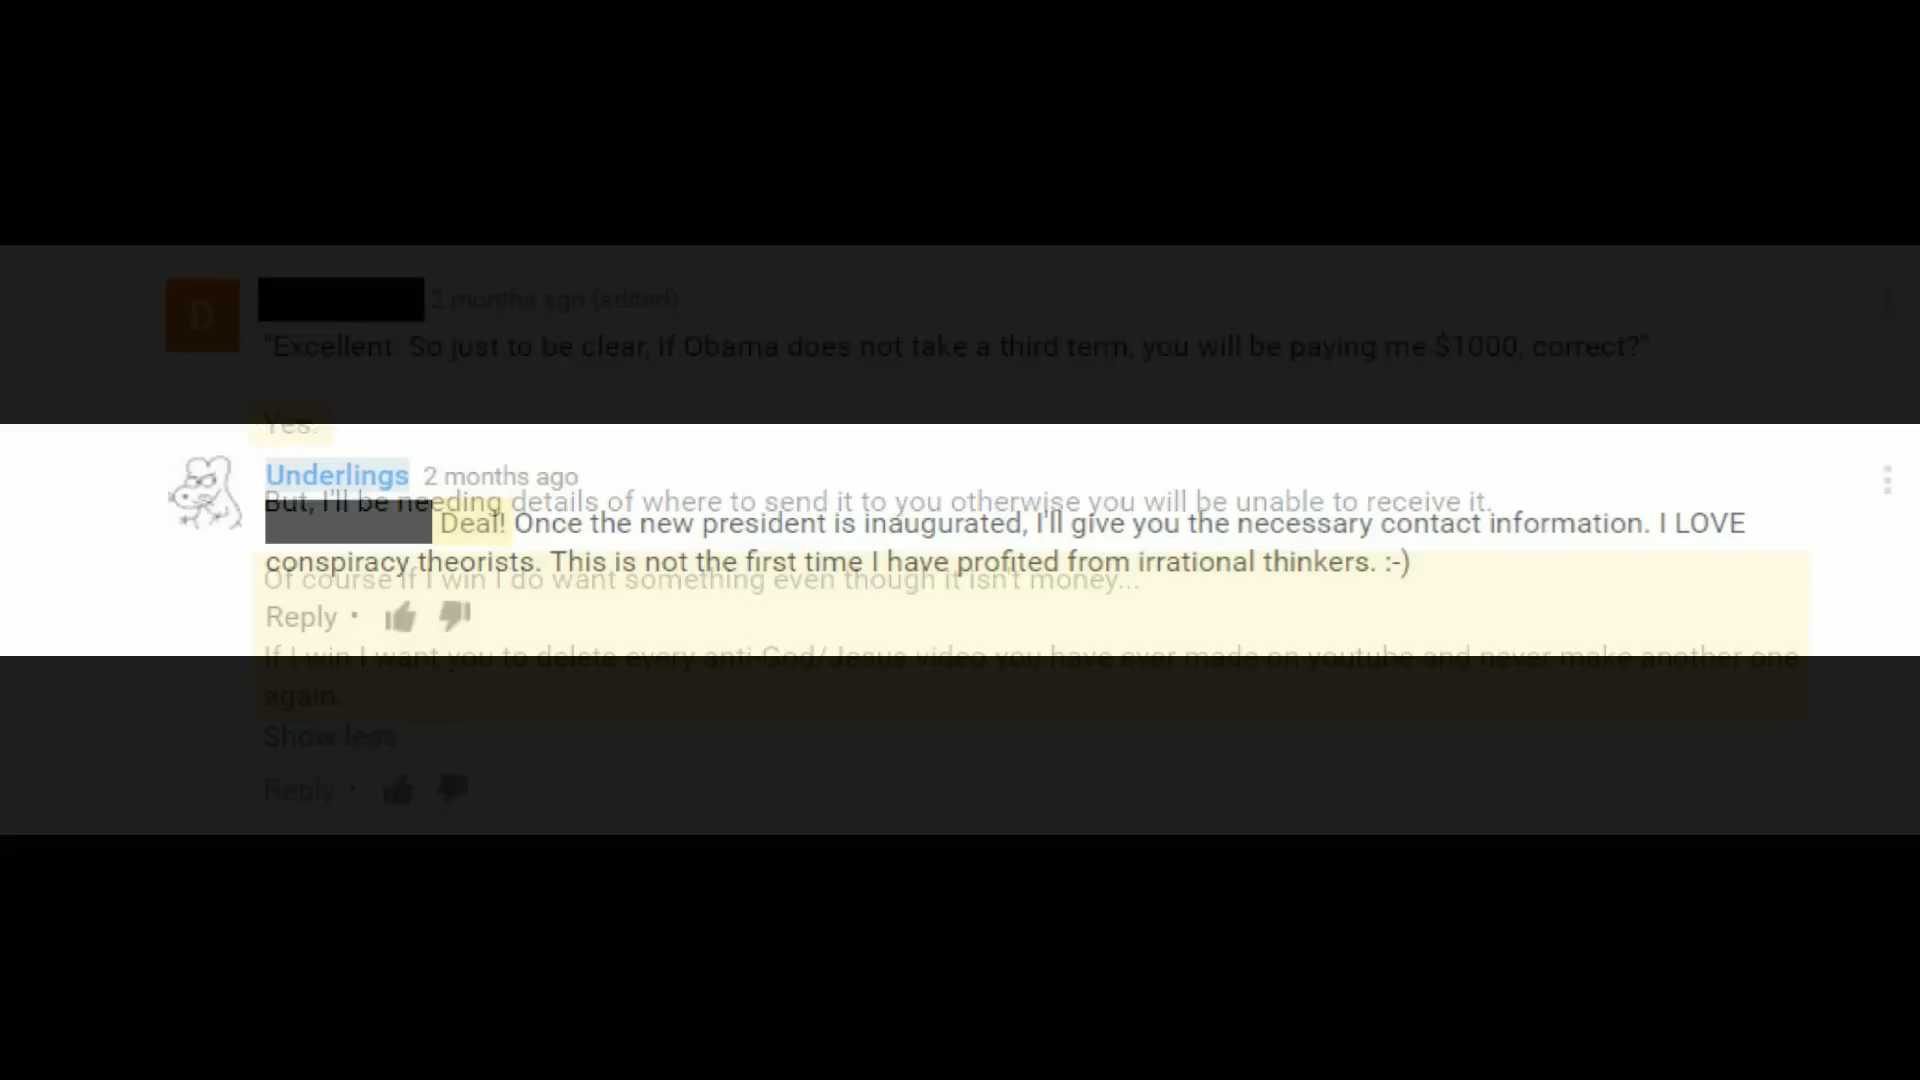 D
2 months ago (edited)
"Excellent. So just to be clear, if Obama does not take a third term, you will be paying me $1000, correct?"
Yes.
Underlings 2 months ago
But, I'll be needing details of where to send it to you otherwise you will be unable to receive it.
Deal! Once the new president is inaugurated, I'll give you the necessary contact information. I LOVE
conspiracy theorists. This is not the first time I have profited from irrational thinkers. :-)
Of course if I win I do want something even though it isn't money...
Reply •
If I win I want you to delete every anti-God/Jesus video you have ever made on youtube and never make another one
again.
Show less
Reply •